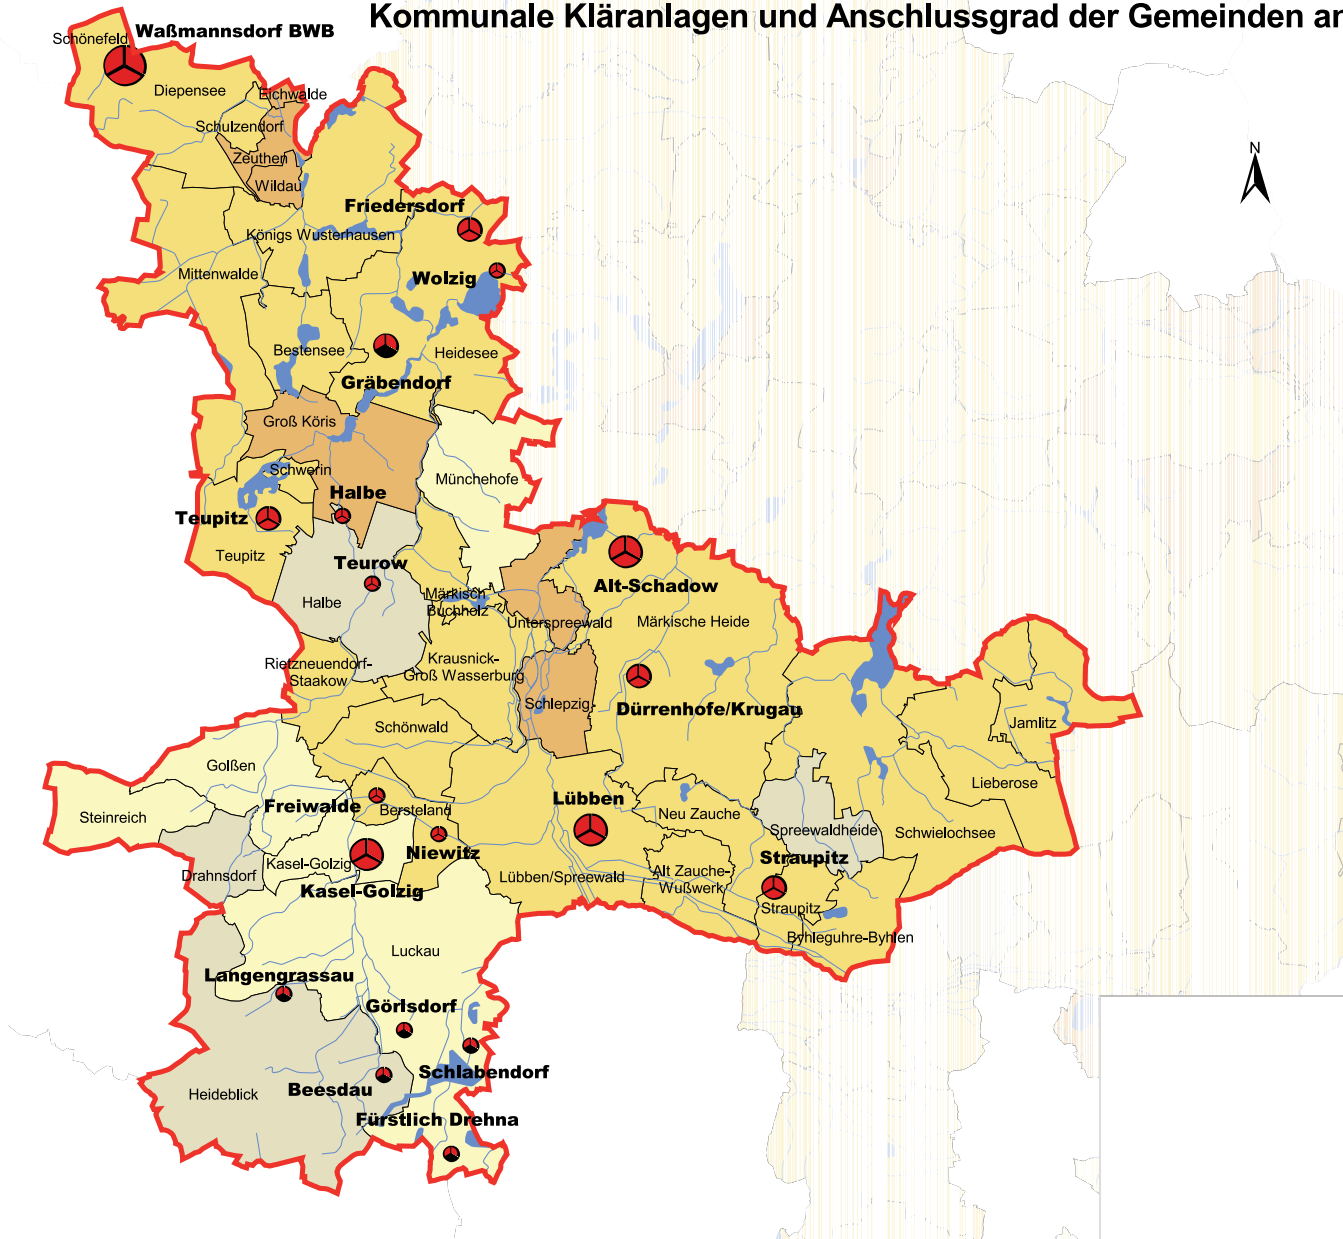 Kommunale Kläranlagen und Anschlussgrad der Gemeinden an
Waßmannsdorf BWB
Schönefeld
Diepensee
Eichwalde
Schulzendorf
Zeuthen
Wildau
N
Friedersdorf
Königs Wusterhausen
Mittenwalde
Wolzig
Bestensee
Heidesee
Gräbendorf
Groß Köris
Schwerin
Münchehofe
Halbe
Teupitz
Teupitz
Teurow
Alt-Schadow
Halbe
Märkisch
Buchholz
Unterspreewald
Märkische Heide
Rietzneuendorf-
Staakow
Krausnick-
Groß Wasserburg
Schlepzig
Dürrenhofe/Krugau
Jamlitz
Schönwald
Golßen
Lieberose
Steinreich
Freiwalde
Bersteland
Lübben
Neu Zauche
Spreewaldheide
Schwielochsee
Kasel-Golzig
Niewitz
Straupitz
Drahnsdorf
Kasel-Golzig
Lübben/Spreewald
Alt Zauche-
Wußwerk
Straupitz
Byhleguhre-Byhlen
Luckau
Langengrassau
Görlsdorf
Schlabendorf
Heideblick
Beesdau
Fürstlich Drehna